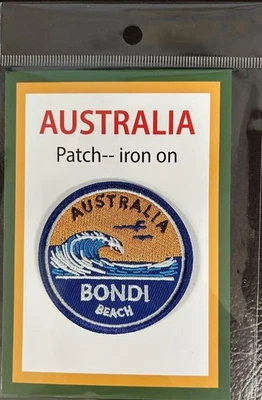 AUSTRALIA
Patch-- iron on
AUSTRALIA
BONDI
BEACH